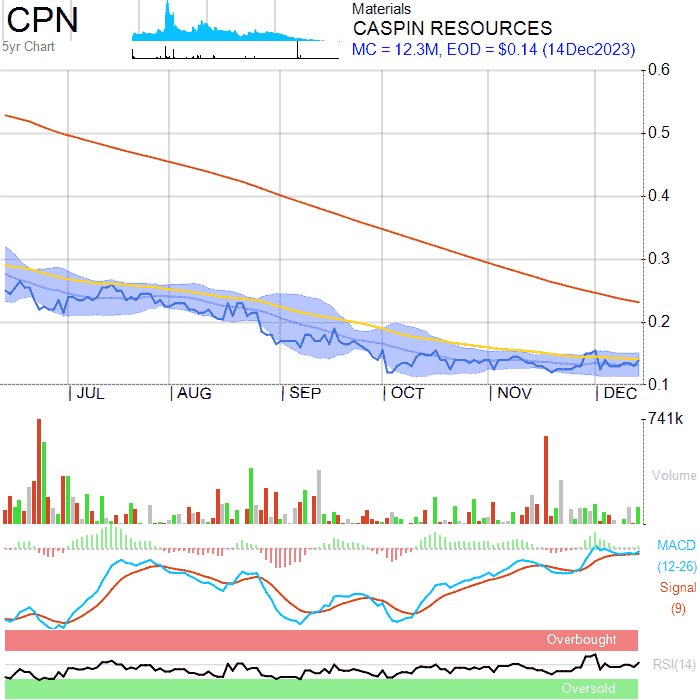 CPN
5yr Chart
Materials
CASPIN RESOURCES
MC = 12.3M, EOD = $0.14 (14Dec2023)
0.6
0.5
0.4
0.3
0.2
0.1
JUL AUG SEP OCT NOV DEC
741k
Volume
MACD
(12-26)
Signal
(9)
Overbought
RSI(14)
Oversold